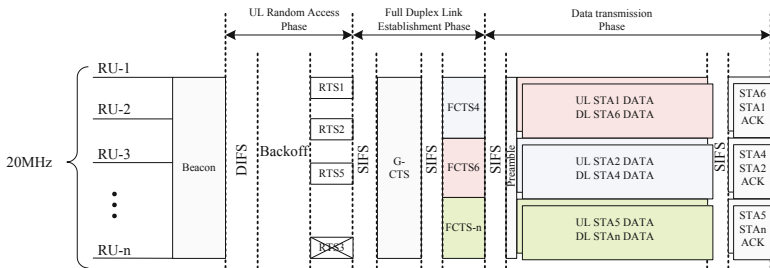 UL Random Access
Phase
Full Duplex Link
Establishment Phase
Data transmission
Phase
20MHz
RU-1
RU-2
RU-3
RU-n
Beacon
DIFS
Backoff
RTS1
RTS2
RTS5
RTS3
SIFS
G-
CTS
SIFS
FCTS4
FCTS6
FCTS-n
SIFS
Preamble
UL STA1 DATA
DL STA6 DATA
UL STA2 DATA
DL STA4 DATA
UL STA5 DATA
DL STAn DATA
SIFS
STA6
STA1
ACK
STA4
STA2
ACK
STA5
STAn
ACK